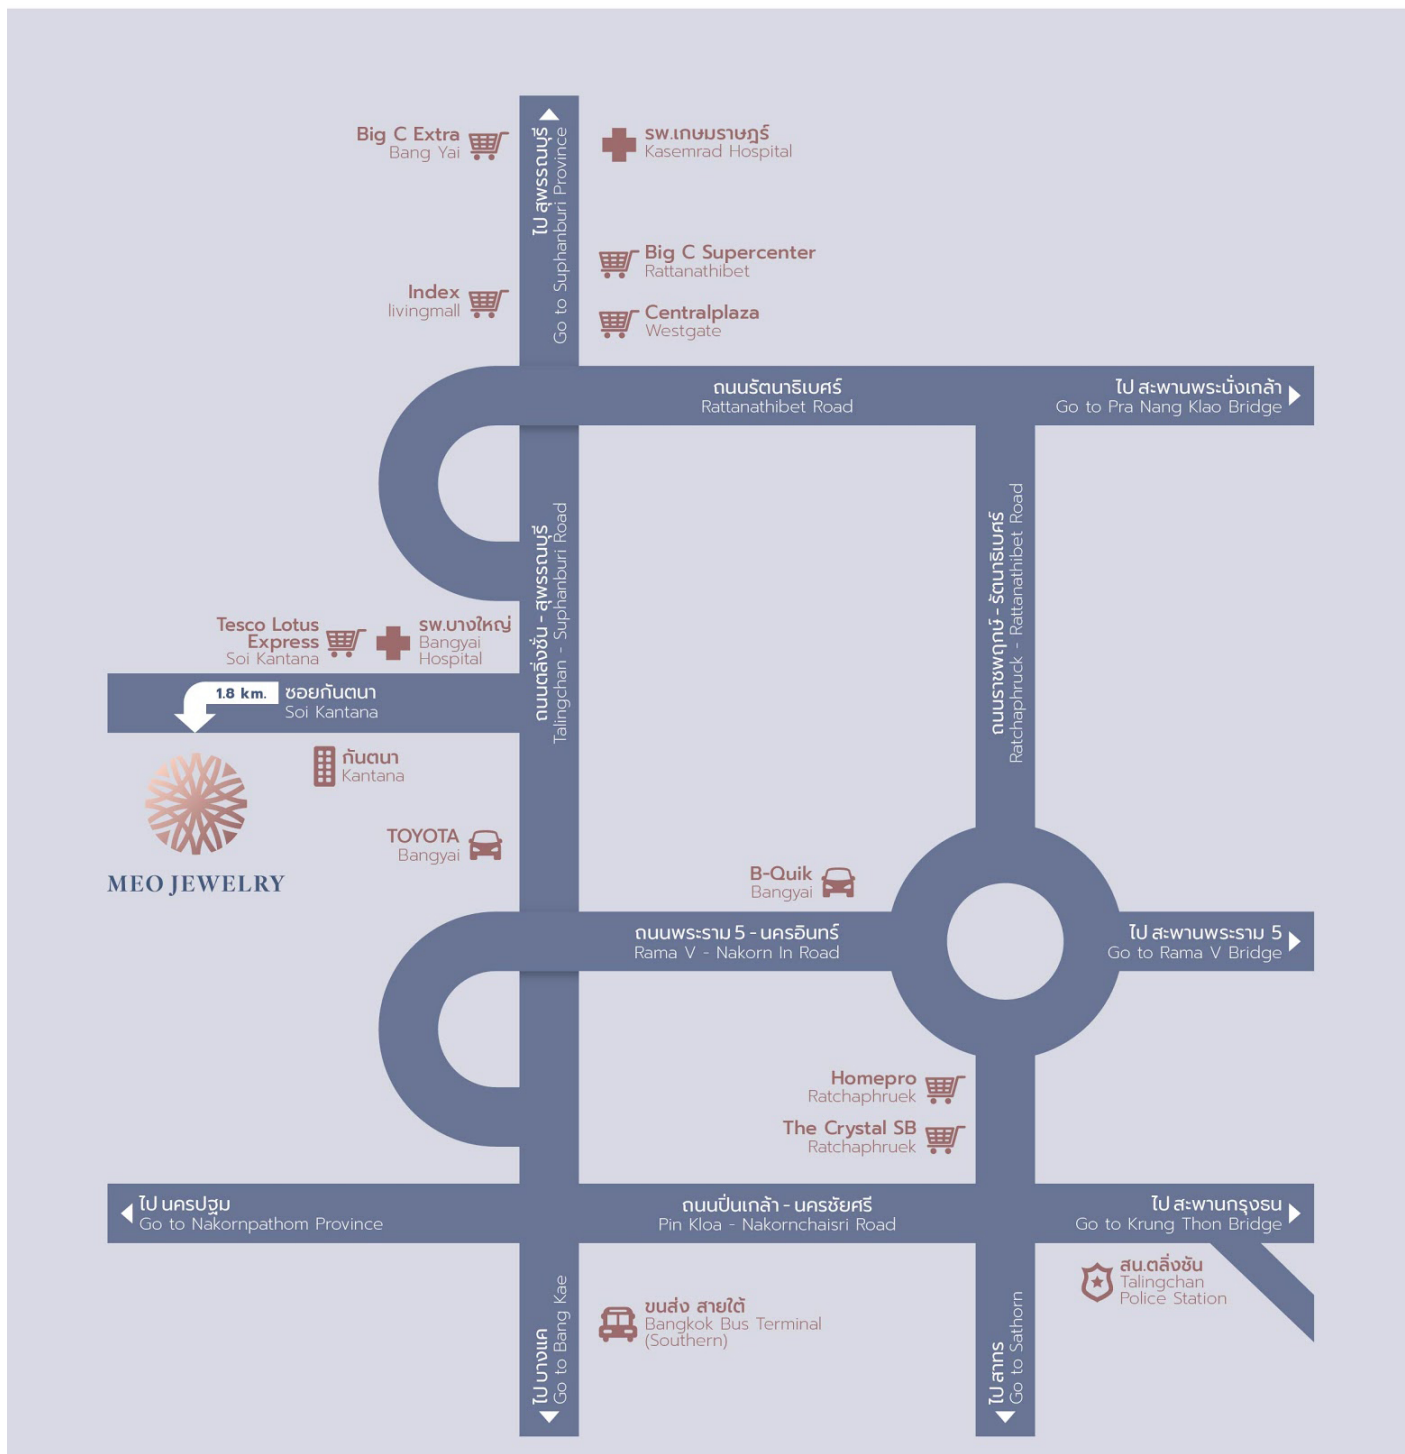 Big C Extra
Bang Yai
ไป สุพรรณบุรี
Go to Suphanburi Province
รพ.เกษมราษฎร์
Kasemrad Hospital
Big C Supercenter
Rattanathibet
Index
livingmall
Centralplaza
Westgate
ถนนรัตนาธิเบศร์
Rattanathibet Road
ไป สะพานพระนั่งเกล้า
Go to Pra Nang Klao Bridge
ถนนตลิ่งชั่น - สุพรรณบุรี
Talingchan - Suphanburi Road
ถนนราชพฤกษ์ - รัตนาธิเบศร์
Ratchaphruck - Rattanathibet Road
Tesco Lotus
Express
Soi Kantana
รพ.บางใหญ่
Bangyai
Hospital
1.8 km.
ซอยกันตนา
Soi Kantana
กันตนา
Kantana
MEO JEWELRY
TOYOTA
Bangyai
B-Quik
Bangyai
ถนนพระราม 5 - นครอินทร์
Rama V - Nakorn In Road
ไป สะพานพระราม 5
Go to Rama V Bridge
Homepro
Ratchaphruek
The Crystal SB
Ratchaphruek
ไป นครปฐม
Go to Nakornpathom Province
ถนนปิ่นเกล้า - นครชัยศรี
Pin Kloa - Nakornchaisri Road
ไป สะพานกรุงธน
Go to Krung Thon Bridge
สน.ตลิ่งชัน
Talingchan
Police Station
ไป บางแค
Go to Bang Kae
ขนส่ง สายใต้
Bangkok Bus Terminal
(Southern)
ไป สาทร
Go to Sathorn